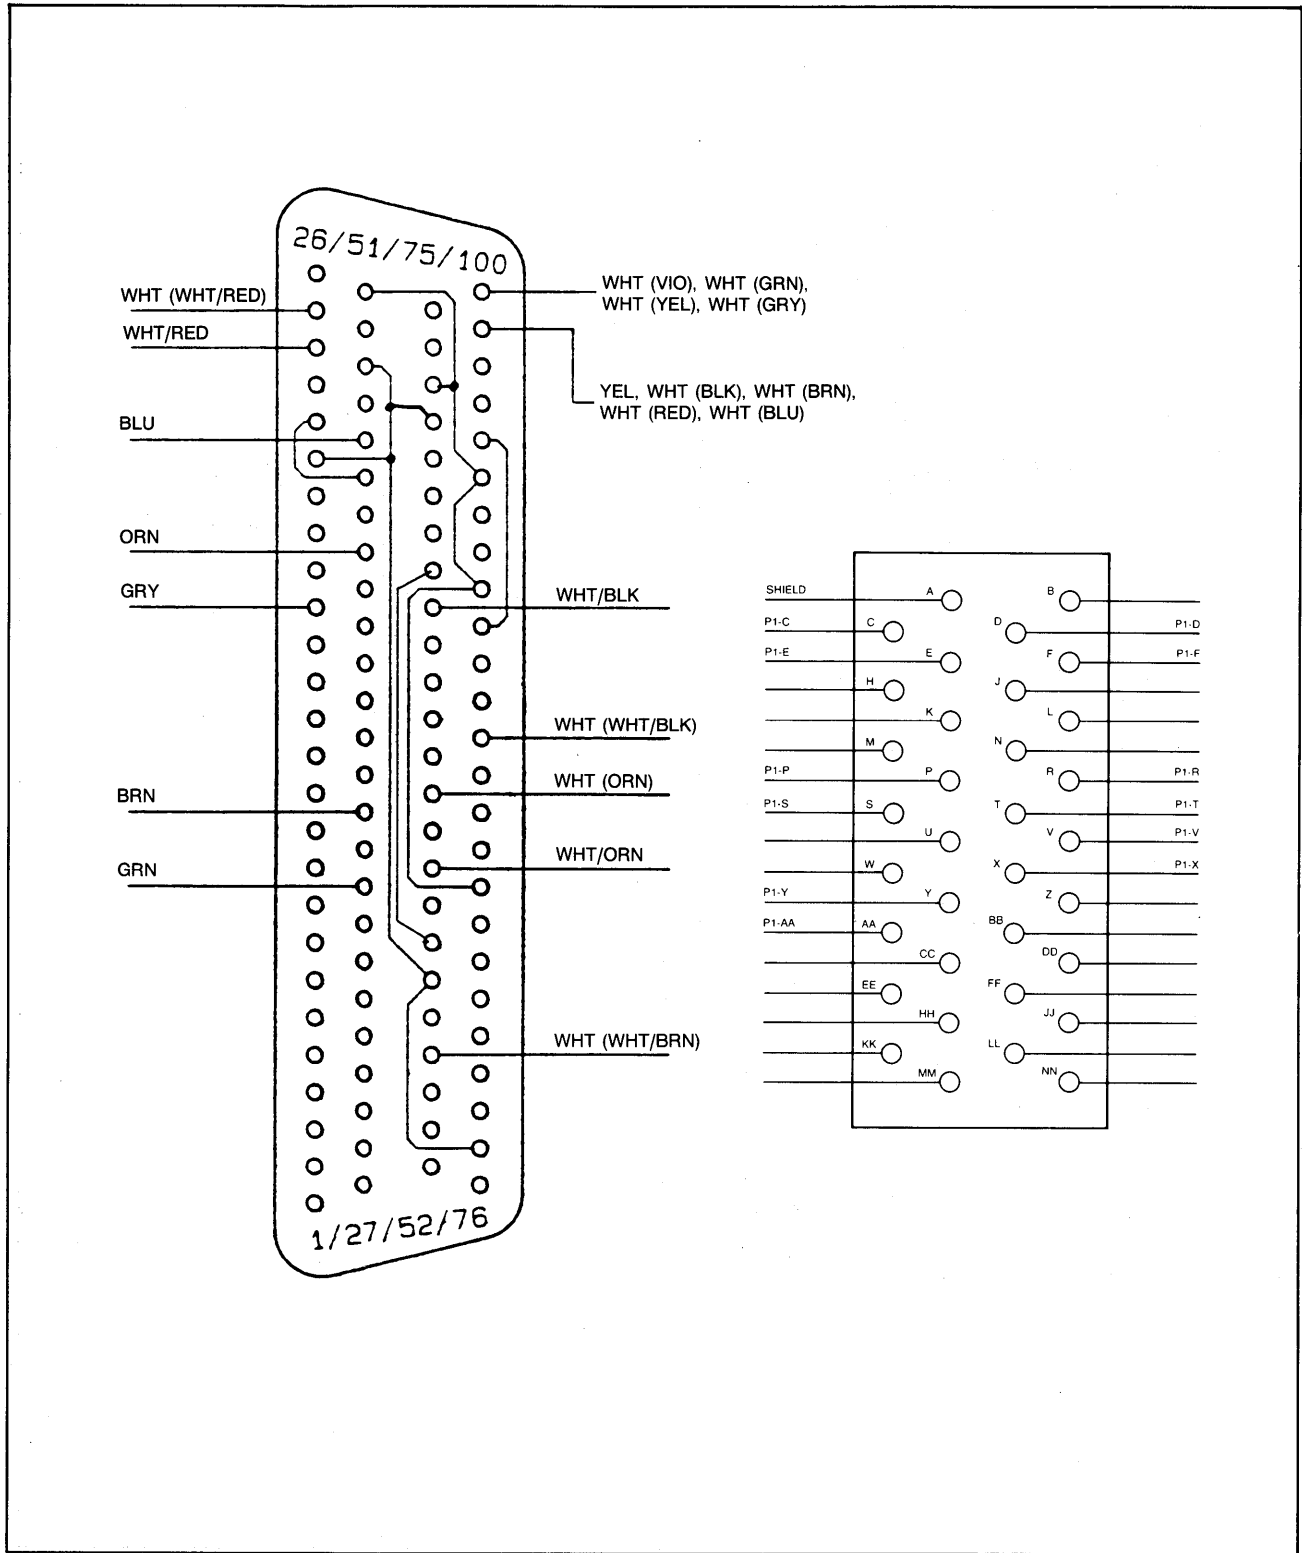 26/51/75/100
WHT (WHT/RED)
WHT/RED
BLU
ORN
GRY
BRN
GRN
WHT (VIO), WHT (GRN),
WHT (YEL), WHT (GRY)
YEL, WHT (BLK), WHT (BRN),
WHT (RED), WHT (BLU)
WHT/BLK
WHT (WHT/BLK)
WHT (ORN)
WHT/ORN
WHT (WHT/BRN)
1/27/52/76
SHIELD A B
P1-C C D P1-D
P1-E E F P1-F
H J
K L
M N
P1-P P R P1-R
P1-S S T P1-T
U V P1-V
W X P1-X
P1-Y Y Z
P1-AA AA BB
CC DD
EE FF
HH JJ
KK LL
MM NN